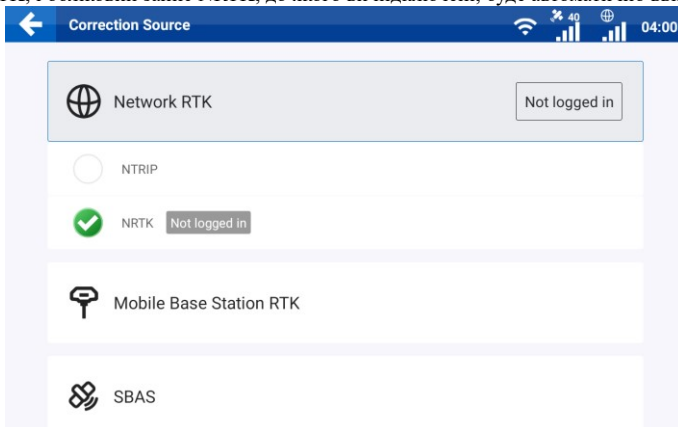 Correction Source
40
04:00
Network RTK
Not logged in
NTRIP
NRTK Not logged in
Mobile Base Station RTK
SBAS